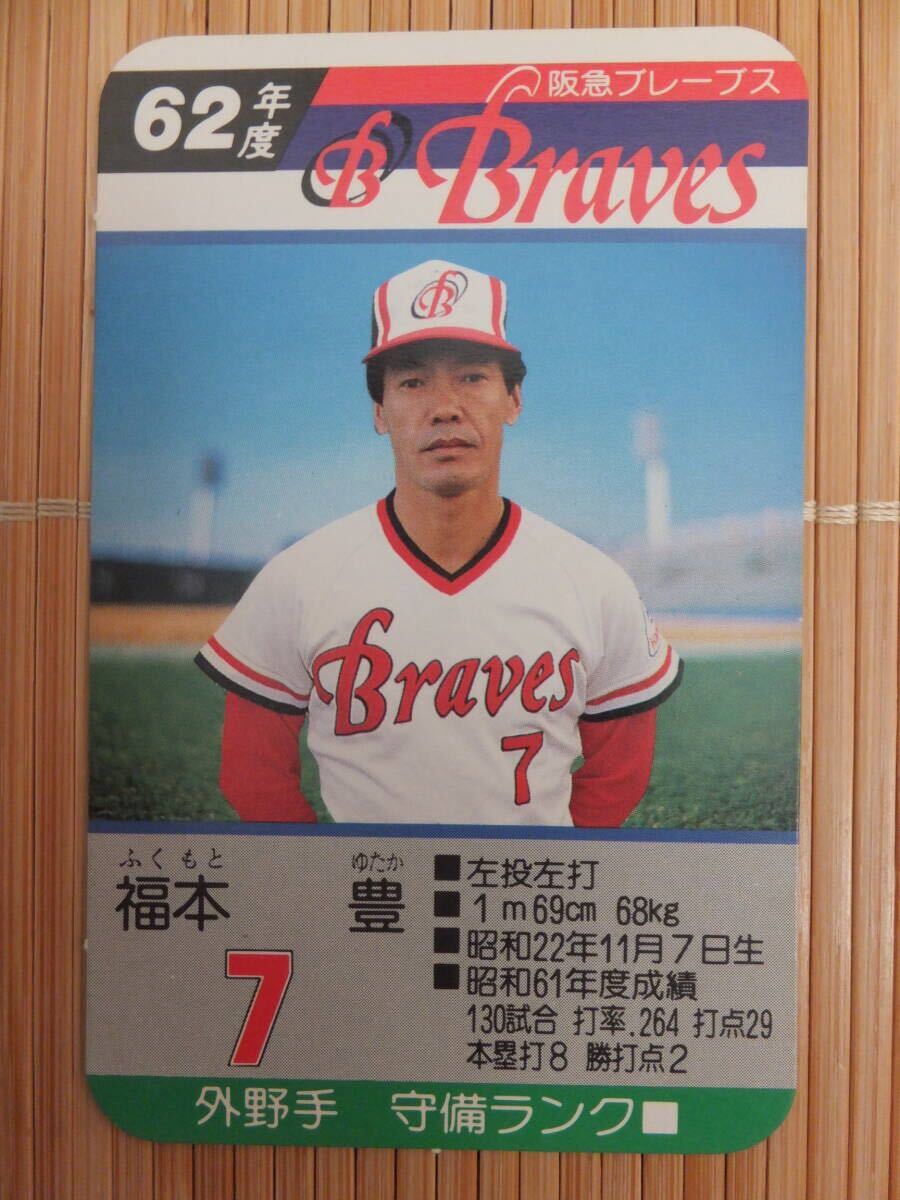 62年度
阪急ブレーブス
B Braves
B
Braves
7
ふくもと ゆたか
福本 豊
7
■左投左打
■1m69cm 68kg
■昭和22年11月7日生
■昭和61年度成績
130試合 打率.264 打点29
本塁打8 勝打点2
外野手 守備ランク■